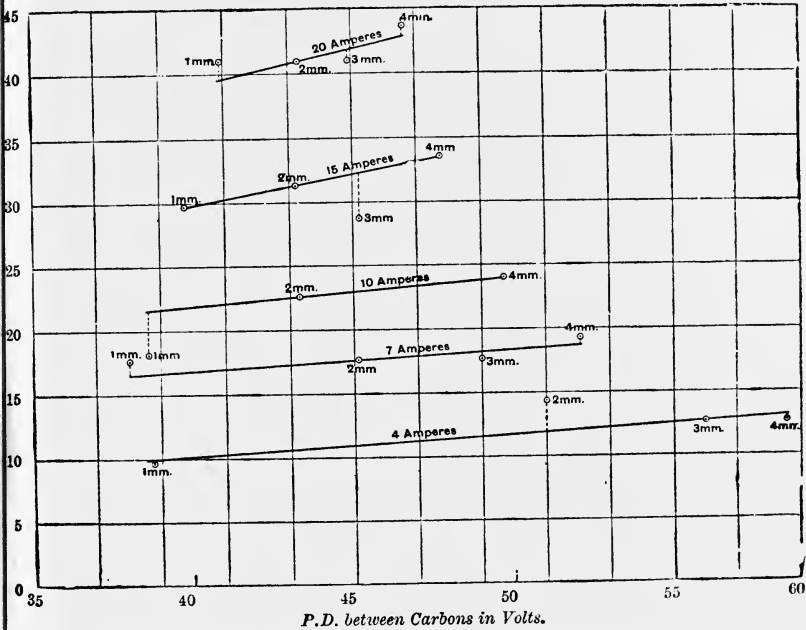 45
4min.
20 Amperes
1mm.
2mm.
3mm.
40
35
4mm
15 Amperes
2mm.
1mm.
3mm
30
25
10 Amperes
2mm.
4mm.
20
4mm.
7 Amperes
1mm.
1mm
2mm
3mm.
15
2mm.
4 Amperes
3mm.
4mm.
10
1mm.
5
0
35 40 45 50 55 60
P.D. between Carbons in Volts.